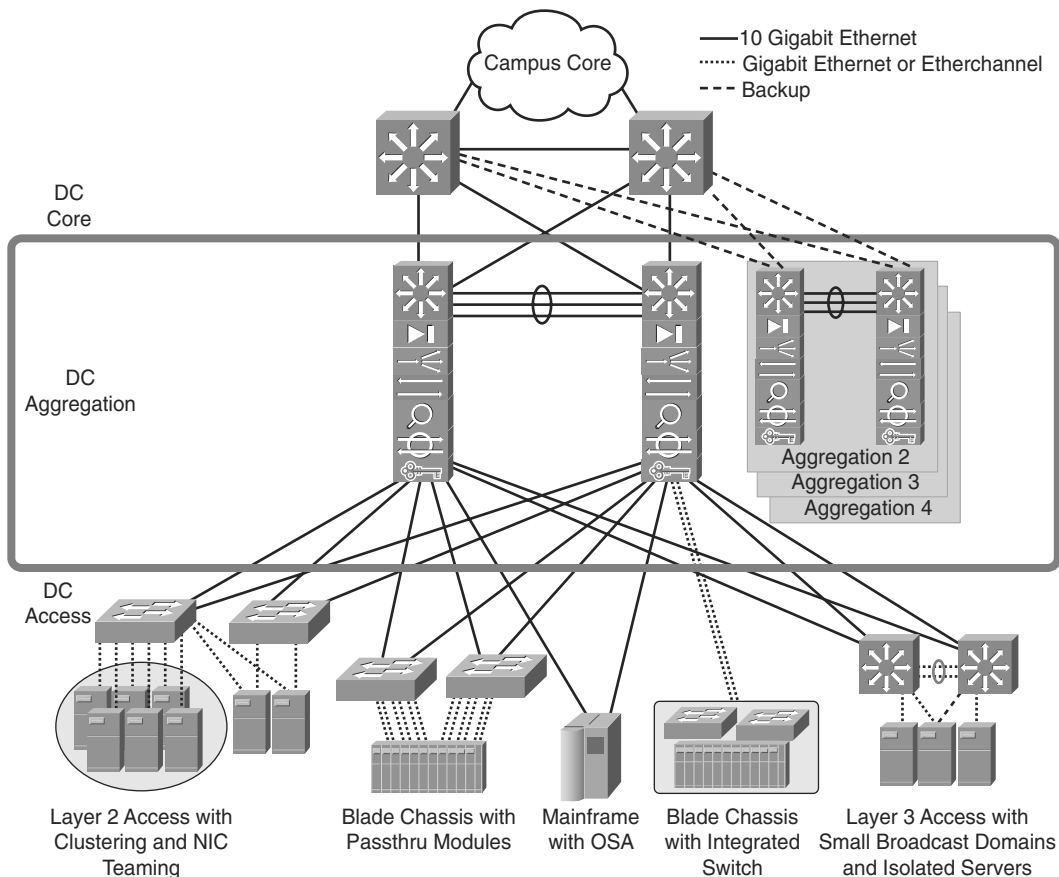 Campus Core
10 Gigabit Ethernet
Gigabit Ethernet or Etherchannel
Backup
DC
Core
DC
Aggregation
Aggregation 2
Aggregation 3
Aggregation 4
DC
Access
Layer 2 Access with
Clustering and NIC
Teaming
Blade Chassis with
Passthru Modules
Mainframe
with OSA
Blade Chassis
with Integrated
Switch
Layer 3 Access with
Small Broadcast Domains
and Isolated Servers